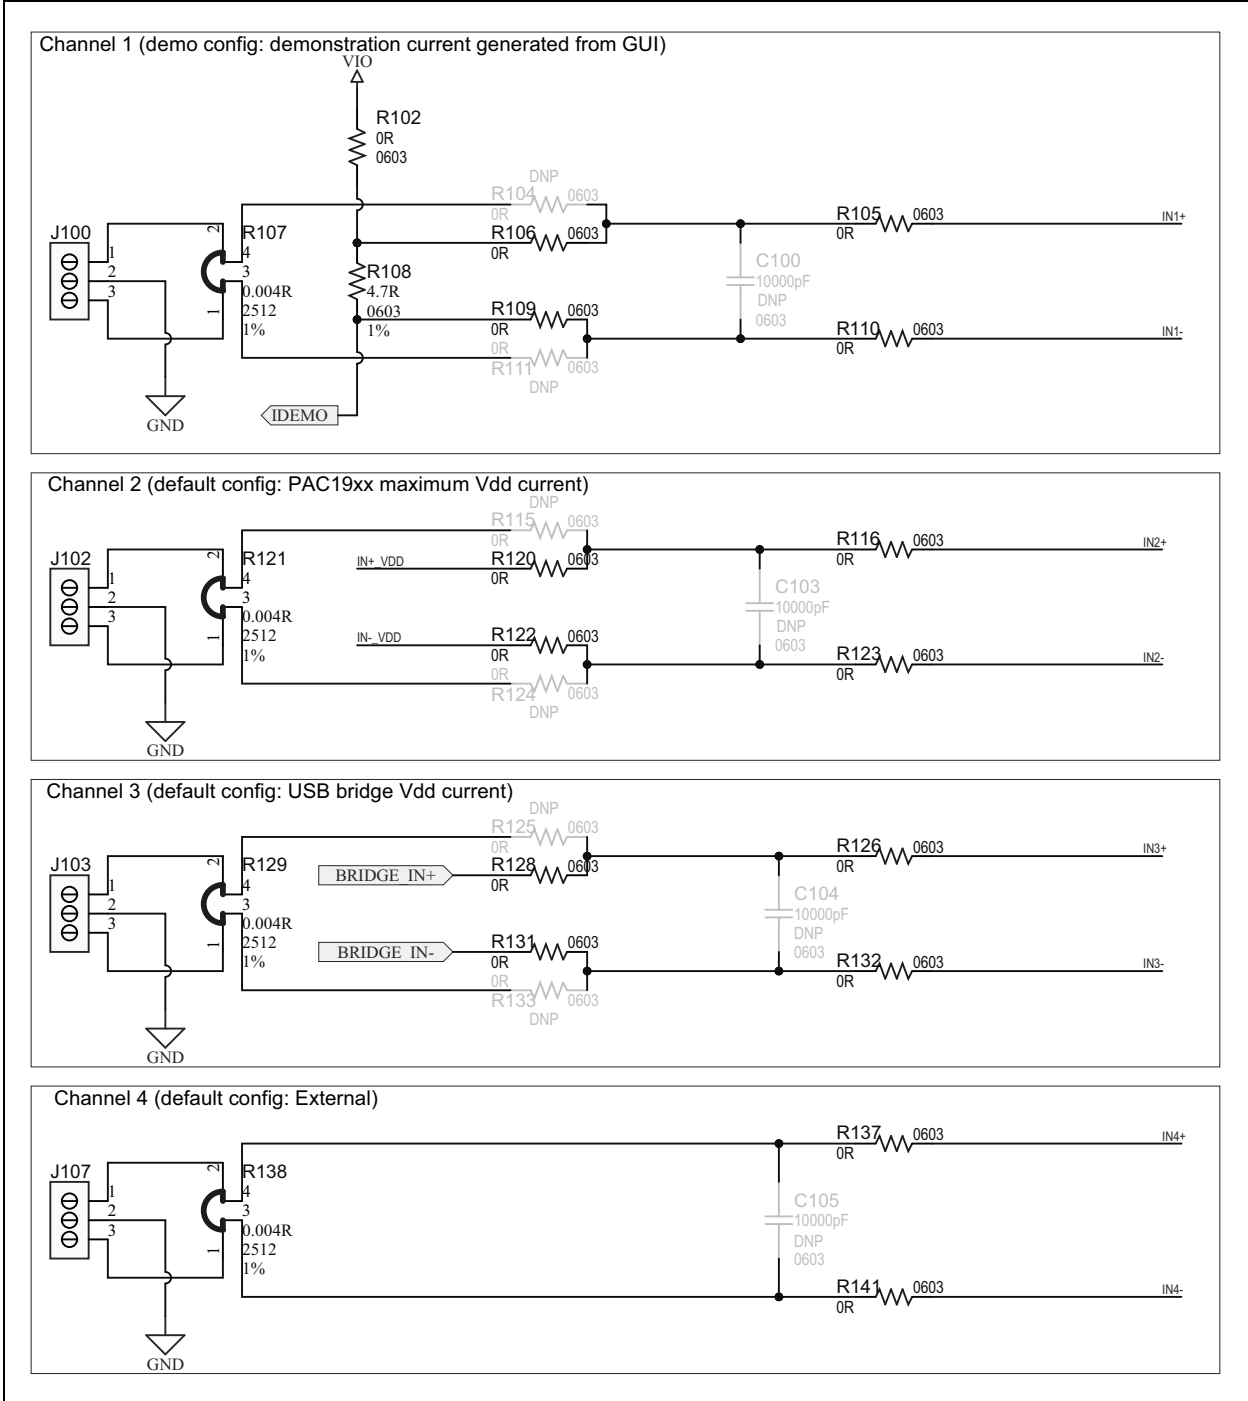 Channel 1 (demo config: demonstration current generated from GUI)
VIO
R102
0R
0603
DNP
R104
0603
0R
R105
0603
0R
IN1+
J100
1
2
3
2
1
R107
4
3
0.004R
2512
1%
R106
0603
0R
R108
4.7R
0603
1%
C100
10000pF
DNP
0603
R109
0603
0R
R110
0603
0R
IN1-
0R
R111
0603
DNP
IDEMO
GND
Channel 2 (default config: PAC19xx maximum Vdd current)
DNP
R115
0603
0R
R116
0603
0R
IN2+
J102
1
2
3
2
1
R121
4
3
0.004R
2512
1%
IN+_VDD
R120
0603
0R
C103
10000pF
DNP
0603
IN-_VDD
R122
0603
0R
R123
0603
0R
IN2-
0R
R124
0603
DNP
GND
Channel 3 (default config: USB bridge Vdd current)
DNP
R125
0603
0R
R126
0603
0R
IN3+
J103
1
2
3
2
1
R129
4
3
0.004R
2512
1%
BRIDGE_IN+
R128
0603
0R
C104
10000pF
DNP
0603
BRIDGE_IN-
R131
0603
0R
R132
0603
0R
IN3-
0R
R133
0603
DNP
GND
Channel 4 (default config: External)
R137
0603
0R
IN4+
J107
1
2
3
2
1
R138
4
3
0.004R
2512
1%
C105
10000pF
DNP
0603
R141
0603
0R
IN4-
GND